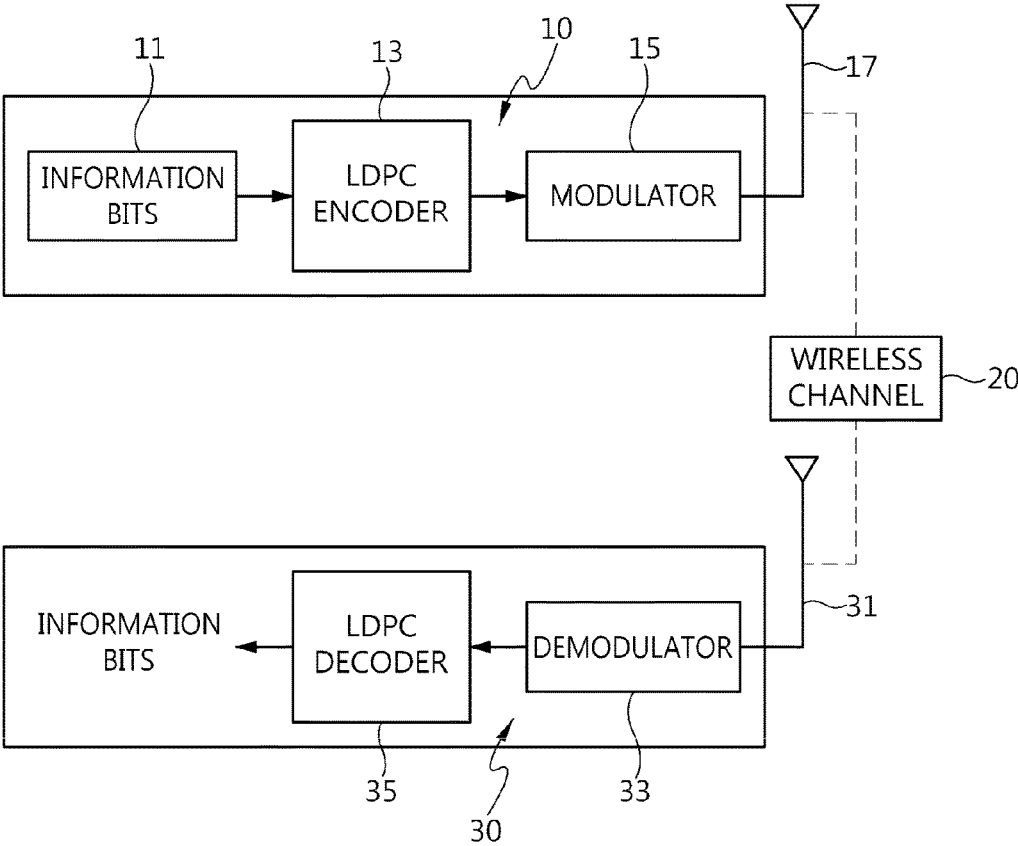 10
11
13
15
17
INFORMATION
BITS
LDPC
ENCODER
MODULATOR
WIRELESS
CHANNEL
20
INFORMATION
BITS
LDPC
DECODER
DEMODULATOR
31
35
33
30